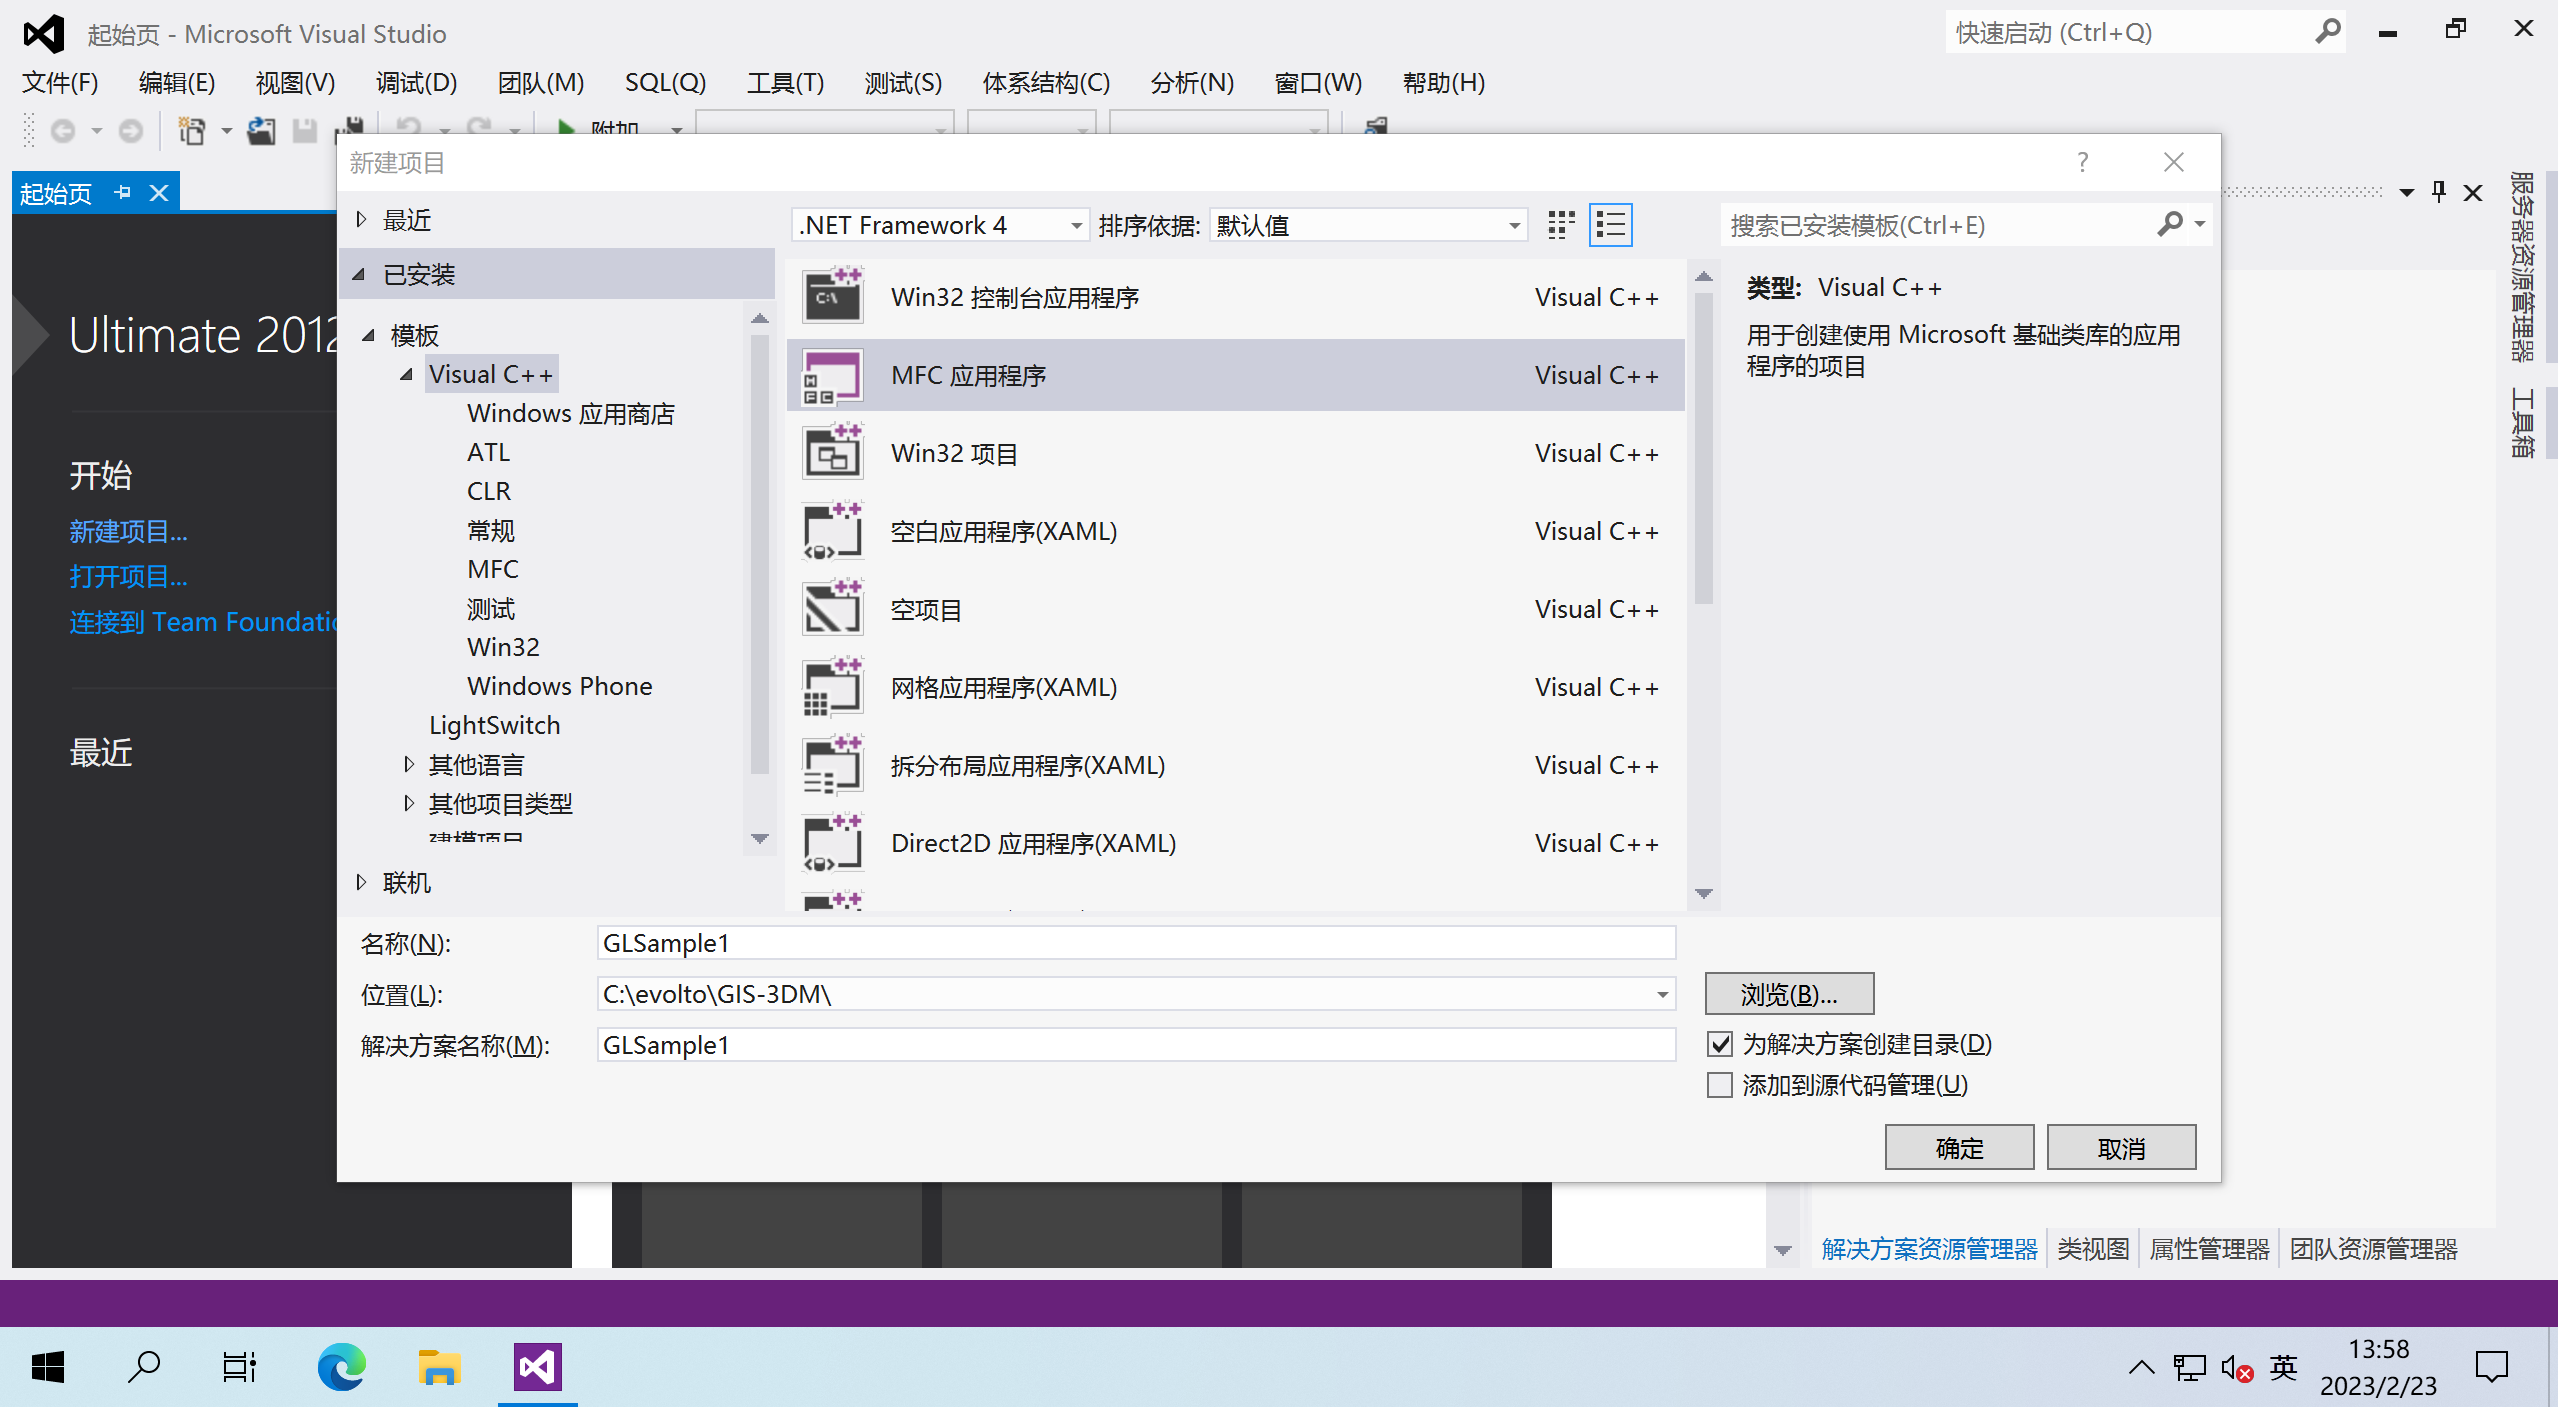 起始页 - Microsoft Visual Studio
快速启动 (Ctrl+Q)
文件(F) 编辑(E) 视图(V) 调试(D) 团队(M) SQL(Q) 工具(T) 测试(S) 体系结构(C) 分析(N) 窗口(W) 帮助(H)
附加
起始页
Ultimate 2012
开始
新建项目...
打开项目...
连接到 Team Foundatio
最近
新建项目
?
最近
已安装
模板
Visual C++
Windows 应用商店
ATL
CLR
常规
MFC
测试
Win32
Windows Phone
LightSwitch
其他语言
其他项目类型
建模项目
联机
.NET Framework 4
排序依据: 默认值
搜索已安装模板(Ctrl+E)
Win32 控制台应用程序 Visual C++
MFC 应用程序 Visual C++
Win32 项目 Visual C++
空白应用程序(XAML) Visual C++
空项目 Visual C++
网格应用程序(XAML) Visual C++
拆分布局应用程序(XAML) Visual C++
Direct2D 应用程序(XAML) Visual C++
类型: Visual C++
用于创建使用 Microsoft 基础类库的应用
程序的项目
名称(N): GLSample1
位置(L): C:\evolto\GIS-3DM\
解决方案名称(M): GLSample1
浏览(B)...
为解决方案创建目录(D)
添加到源代码管理(U)
确定 取消
服务器资源管理器
工具箱
解决方案资源管理器 类视图 属性管理器 团队资源管理器
英
13:58
2023/2/23